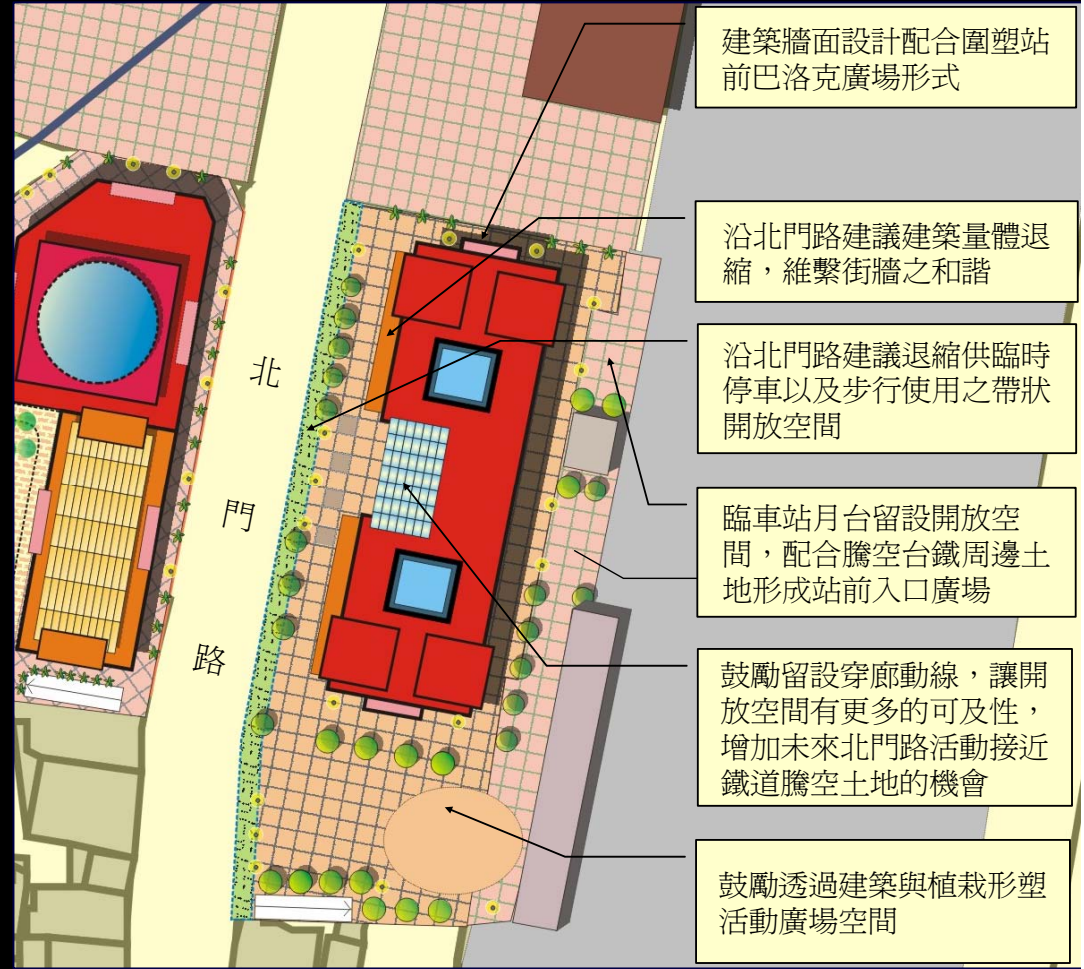 建築牆面設計配合圍塑站
前巴洛克廣場形式
沿北門路建議建築量體退
縮，維繫街牆之和諧
沿北門路建議退縮供臨時
停車以及步行使用之帶狀
開放空間
臨車站月台留設開放空
間，配合騰空台鐵周邊土
地形成站前入口廣場
鼓勵留設穿廊動線，讓開
放空間有更多的可及性，
增加未來北門路活動接近
鐵道騰空土地的機會
鼓勵透過建築與植栽形塑
活動廣場空間
北
門
路